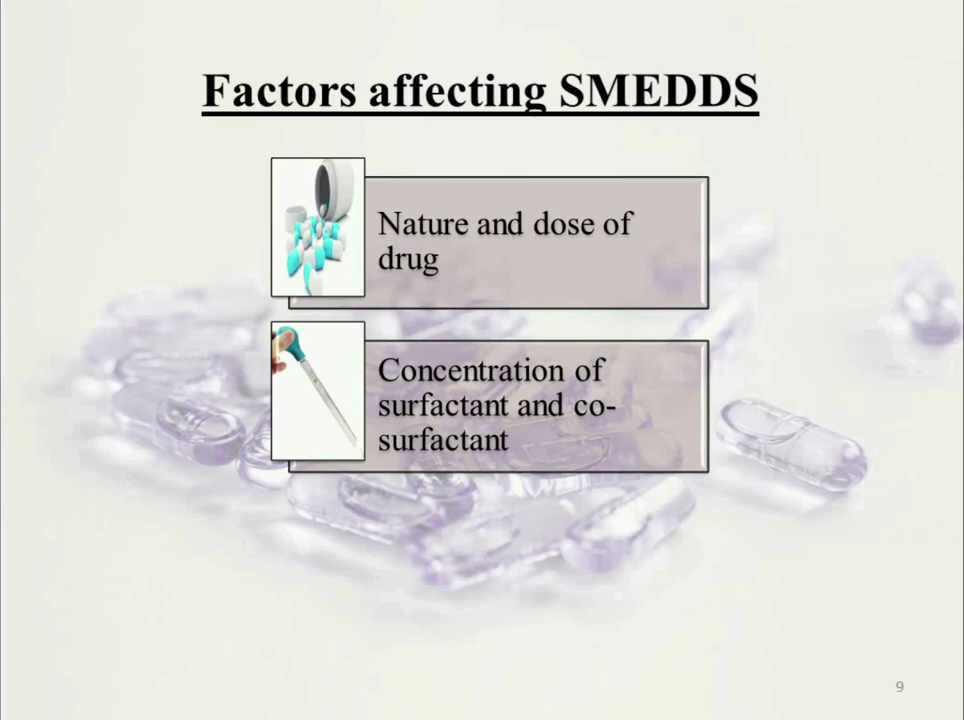 Factors affecting SMEDDS
Nature and dose of
drug
Concentration of
surfactant and co-
surfactant
9